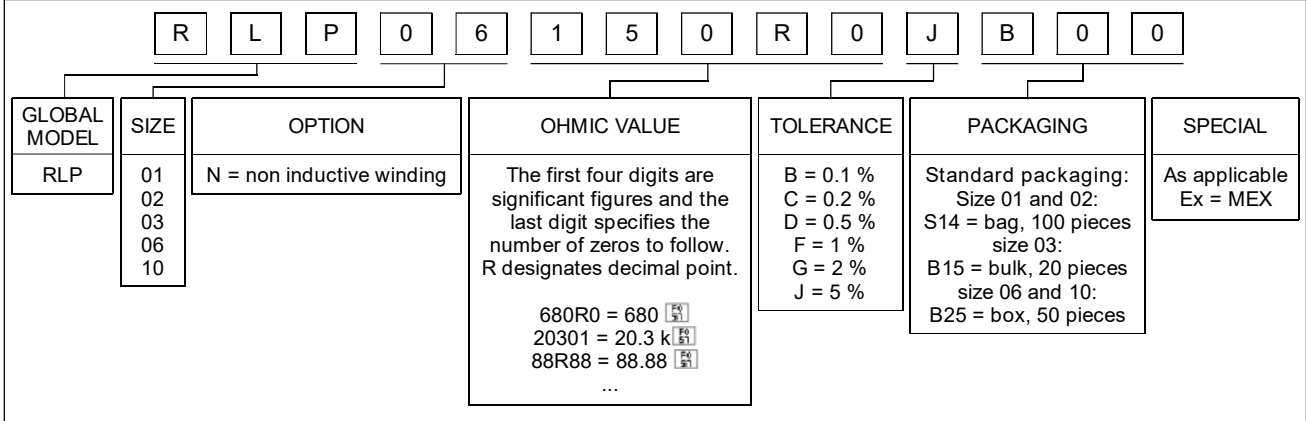 R L P 0 6 1 5 0 R 0 J B 0 0
GLOBAL
MODEL
RLP
SIZE
01
02
03
06
10
OPTION
N = non inductive winding
OHMIC VALUE
The first four digits are
significant figures and the
last digit specifies the
number of zeros to follow.
R designates decimal point.
680R0 = 680
20301 = 20.3 k
88R88 = 88.88
...
TOLERANCE
B = 0.1 %
C = 0.2 %
D = 0.5 %
F = 1 %
G = 2 %
J = 5 %
PACKAGING
Standard packaging:
Size 01 and 02:
S14 = bag, 100 pieces
size 03:
B15 = bulk, 20 pieces
size 06 and 10:
B25 = box, 50 pieces
SPECIAL
As applicable
Ex = MEX